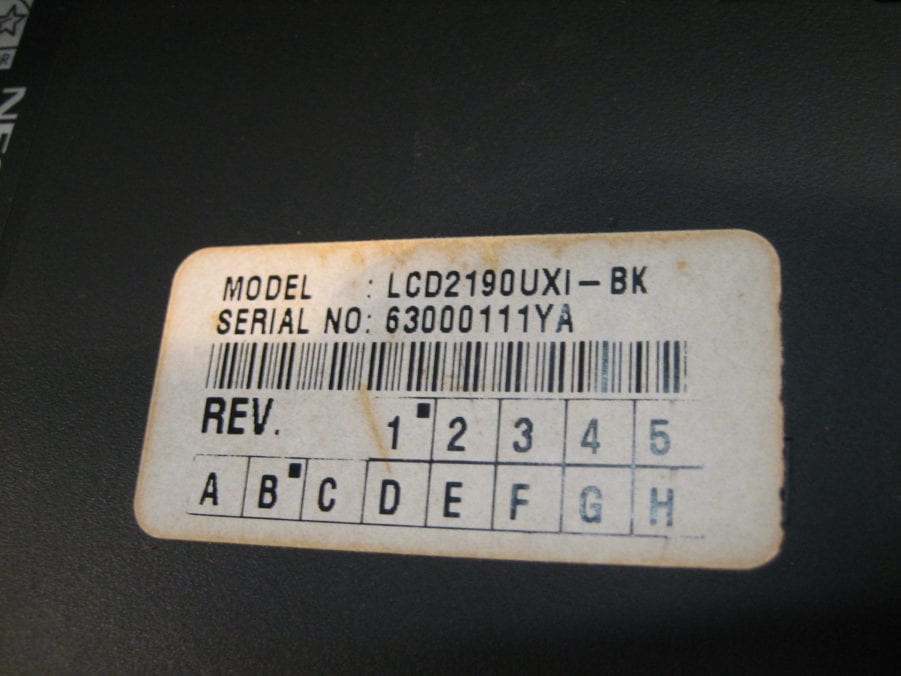 MODEL : LCD2190UXI-BK
SERIAL NO: 63000111YA
REV. 1 2 3 4 5
A B C D E F G H